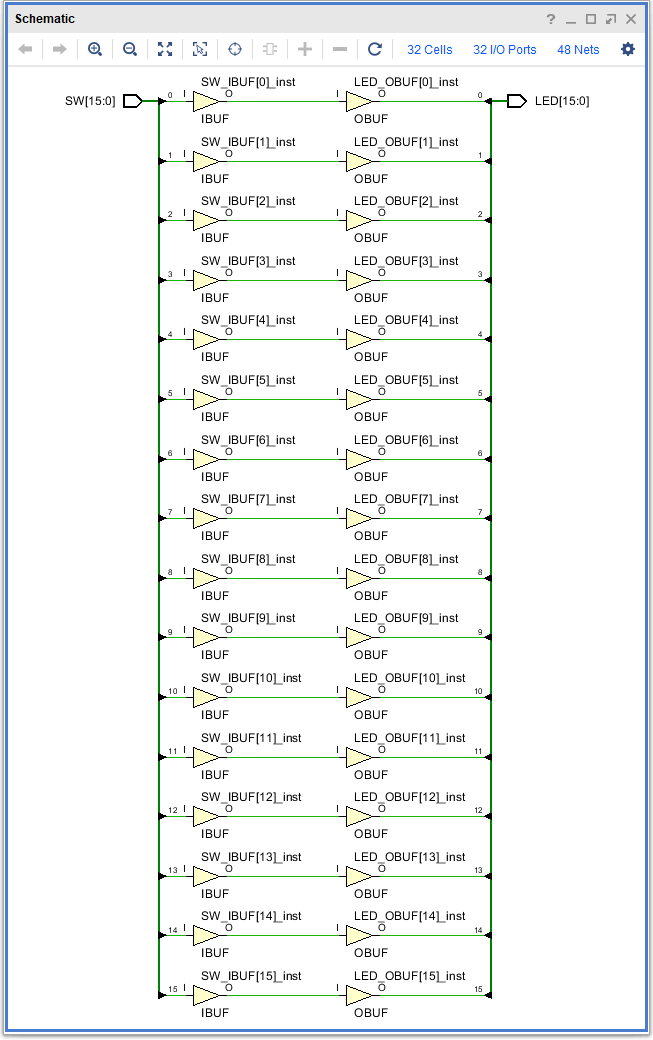 Schematic
32 Cells 32 I/O Ports 48 Nets
SW_IBUF[0]_inst LED_OBUF[0]_inst
SW[15:0] 0 I O I O 0 LED[15:0]
IBUF OBUF
SW_IBUF[1]_inst LED_OBUF[1]_inst
1 I O I O 1
IBUF OBUF
SW_IBUF[2]_inst LED_OBUF[2]_inst
2 I O I O 2
IBUF OBUF
SW_IBUF[3]_inst LED_OBUF[3]_inst
3 I O I O 3
IBUF OBUF
SW_IBUF[4]_inst LED_OBUF[4]_inst
4 I O I O 4
IBUF OBUF
SW_IBUF[5]_inst LED_OBUF[5]_inst
5 I O I O 5
IBUF OBUF
SW_IBUF[6]_inst LED_OBUF[6]_inst
6 I O I O 6
IBUF OBUF
SW_IBUF[7]_inst LED_OBUF[7]_inst
7 I O I O 7
IBUF OBUF
SW_IBUF[8]_inst LED_OBUF[8]_inst
8 I O I O 8
IBUF OBUF
SW_IBUF[9]_inst LED_OBUF[9]_inst
9 I O I O 9
IBUF OBUF
SW_IBUF[10]_inst LED_OBUF[10]_inst
10 I O I O 10
IBUF OBUF
SW_IBUF[11]_inst LED_OBUF[11]_inst
11 I O I O 11
IBUF OBUF
SW_IBUF[12]_inst LED_OBUF[12]_inst
12 I O I O 12
IBUF OBUF
SW_IBUF[13]_inst LED_OBUF[13]_inst
13 I O I O 13
IBUF OBUF
SW_IBUF[14]_inst LED_OBUF[14]_inst
14 I O I O 14
IBUF OBUF
SW_IBUF[15]_inst LED_OBUF[15]_inst
15 I O I O 15
IBUF OBUF